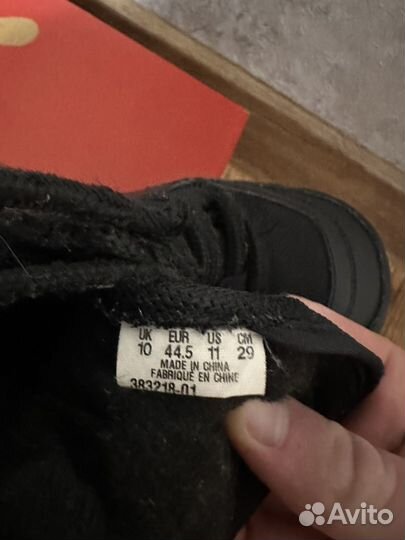 UK EUR US CM
10 44.5 11 29
MADE IN CHINA
FABRIQUÉ EN CHINE
383218-01
Avito